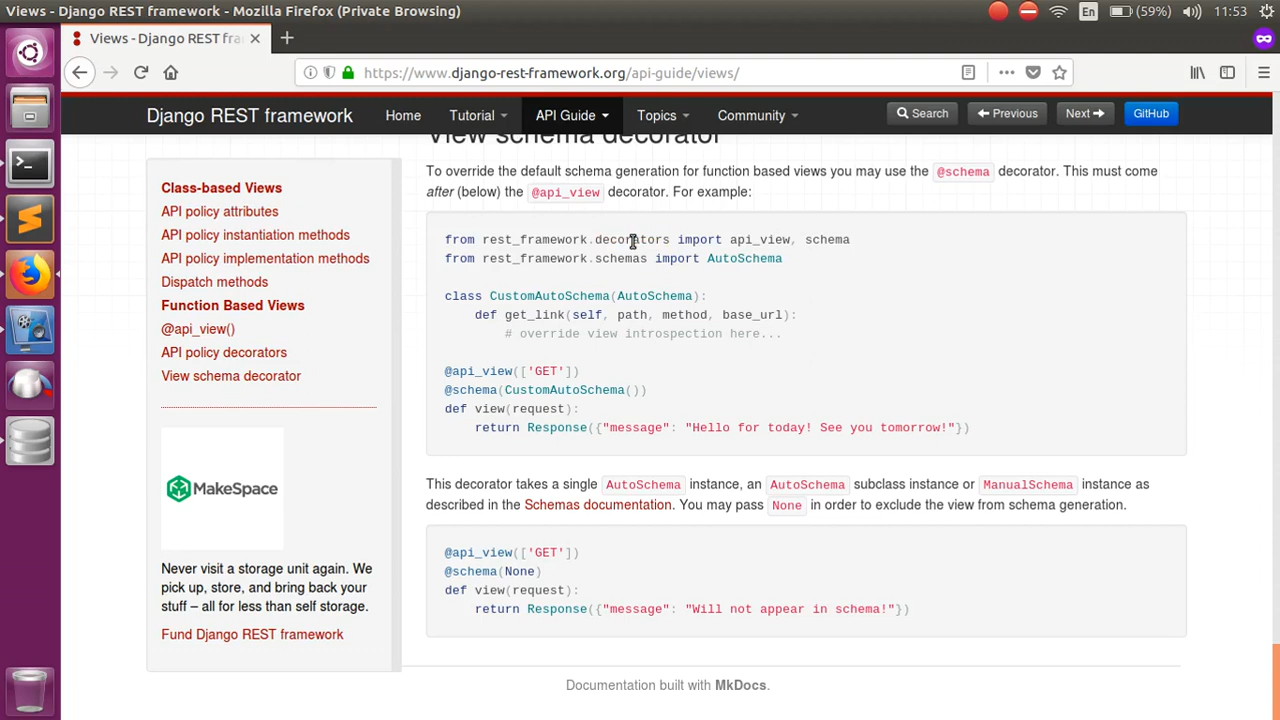 Views - Django REST framework - Mozilla Firefox (Private Browsing)
En
(59%)
11:53
Views - Django REST fra
https://www.django-rest-framework.org/api-guide/views/
Django REST framework
Home
Tutorial
API Guide
Topics
Community
Search
Previous
Next
GitHub
Class-based Views
API policy attributes
API policy instantiation methods
API policy implementation methods
Dispatch methods
Function Based Views
@api_view()
API policy decorators
View schema decorator
MakeSpace
Never visit a storage unit again. We
pick up, store, and bring back your
stuff – all for less than self storage.
Fund Django REST framework
View schema decorator
To override the default schema generation for function based views you may use the @schema decorator. This must come
after (below) the @api_view decorator. For example:
from rest_framework.decorators import api_view, schema
from rest_framework.schemas import AutoSchema
class CustomAutoSchema(AutoSchema):
def get_link(self, path, method, base_url):
# override view introspection here...
@api_view(['GET'])
@schema(CustomAutoSchema())
def view(request):
return Response({"message": "Hello for today! See you tomorrow!"})
This decorator takes a single AutoSchema instance, an AutoSchema subclass instance or ManualSchema instance as
described in the Schemas documentation. You may pass None in order to exclude the view from schema generation.
@api_view(['GET'])
@schema(None)
def view(request):
return Response({"message": "Will not appear in schema!"})
Documentation built with MkDocs.